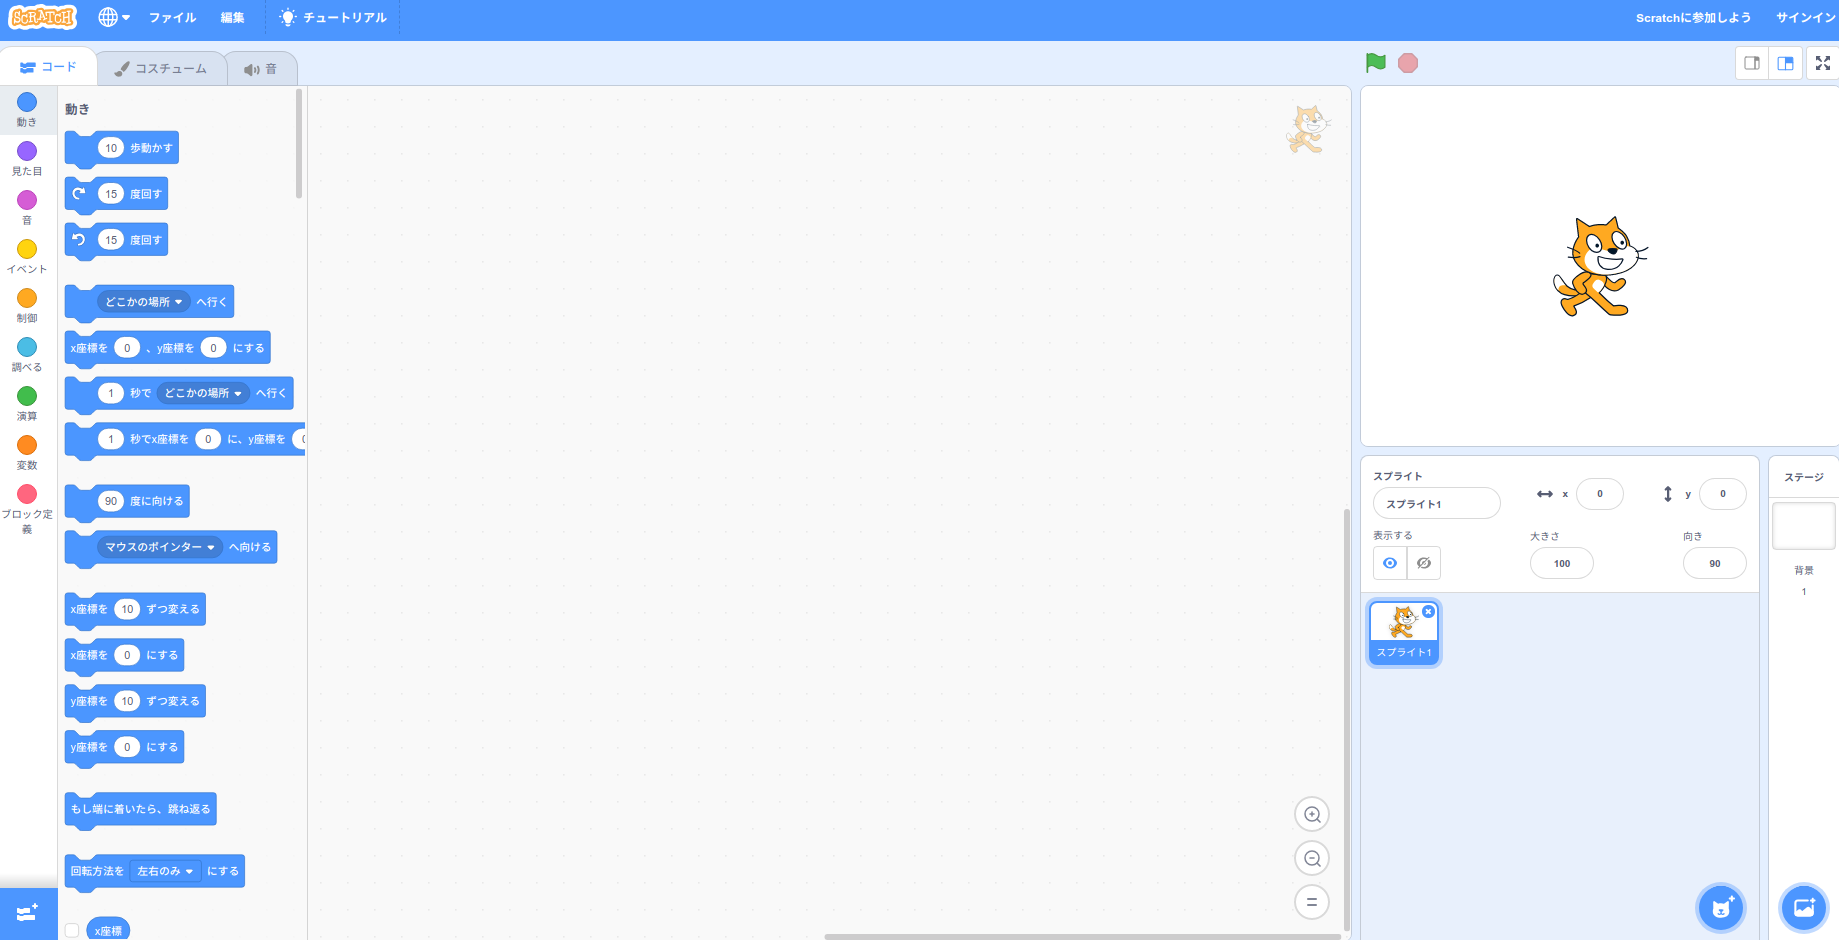 SCRATCH
ファイル
編集
チュートリアル
Scratchに参加しよう
サインイン
コード
コスチューム
音
動き
見た目
音
イベント
制御
調べる
演算
変数
ブロック定
義
動き
10 歩動かす
15 度回す
15 度回す
どこかの場所 へ行く
x座標を 0 、y座標を 0 にする
1 秒で どこかの場所 へ行く
1 秒でx座標を 0 に、y座標を
90 度に向ける
マウスのポインター へ向ける
x座標を 10 ずつ変える
x座標を 0 にする
y座標を 10 ずつ変える
y座標を 0 にする
もし端に着いたら、跳ね返る
回転方法を 左右のみ にする
x座標
スプライト
スプライト1
x 0
y 0
表示する
大きさ
100
向き
90
スプライト1
ステージ
背景
1